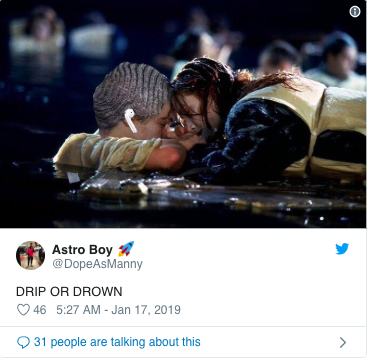 Astro Boy 🚀
@DopeAsManny
DRIP OR DROWN
46 5:27 AM - Jan 17, 2019
31 people are talking about this